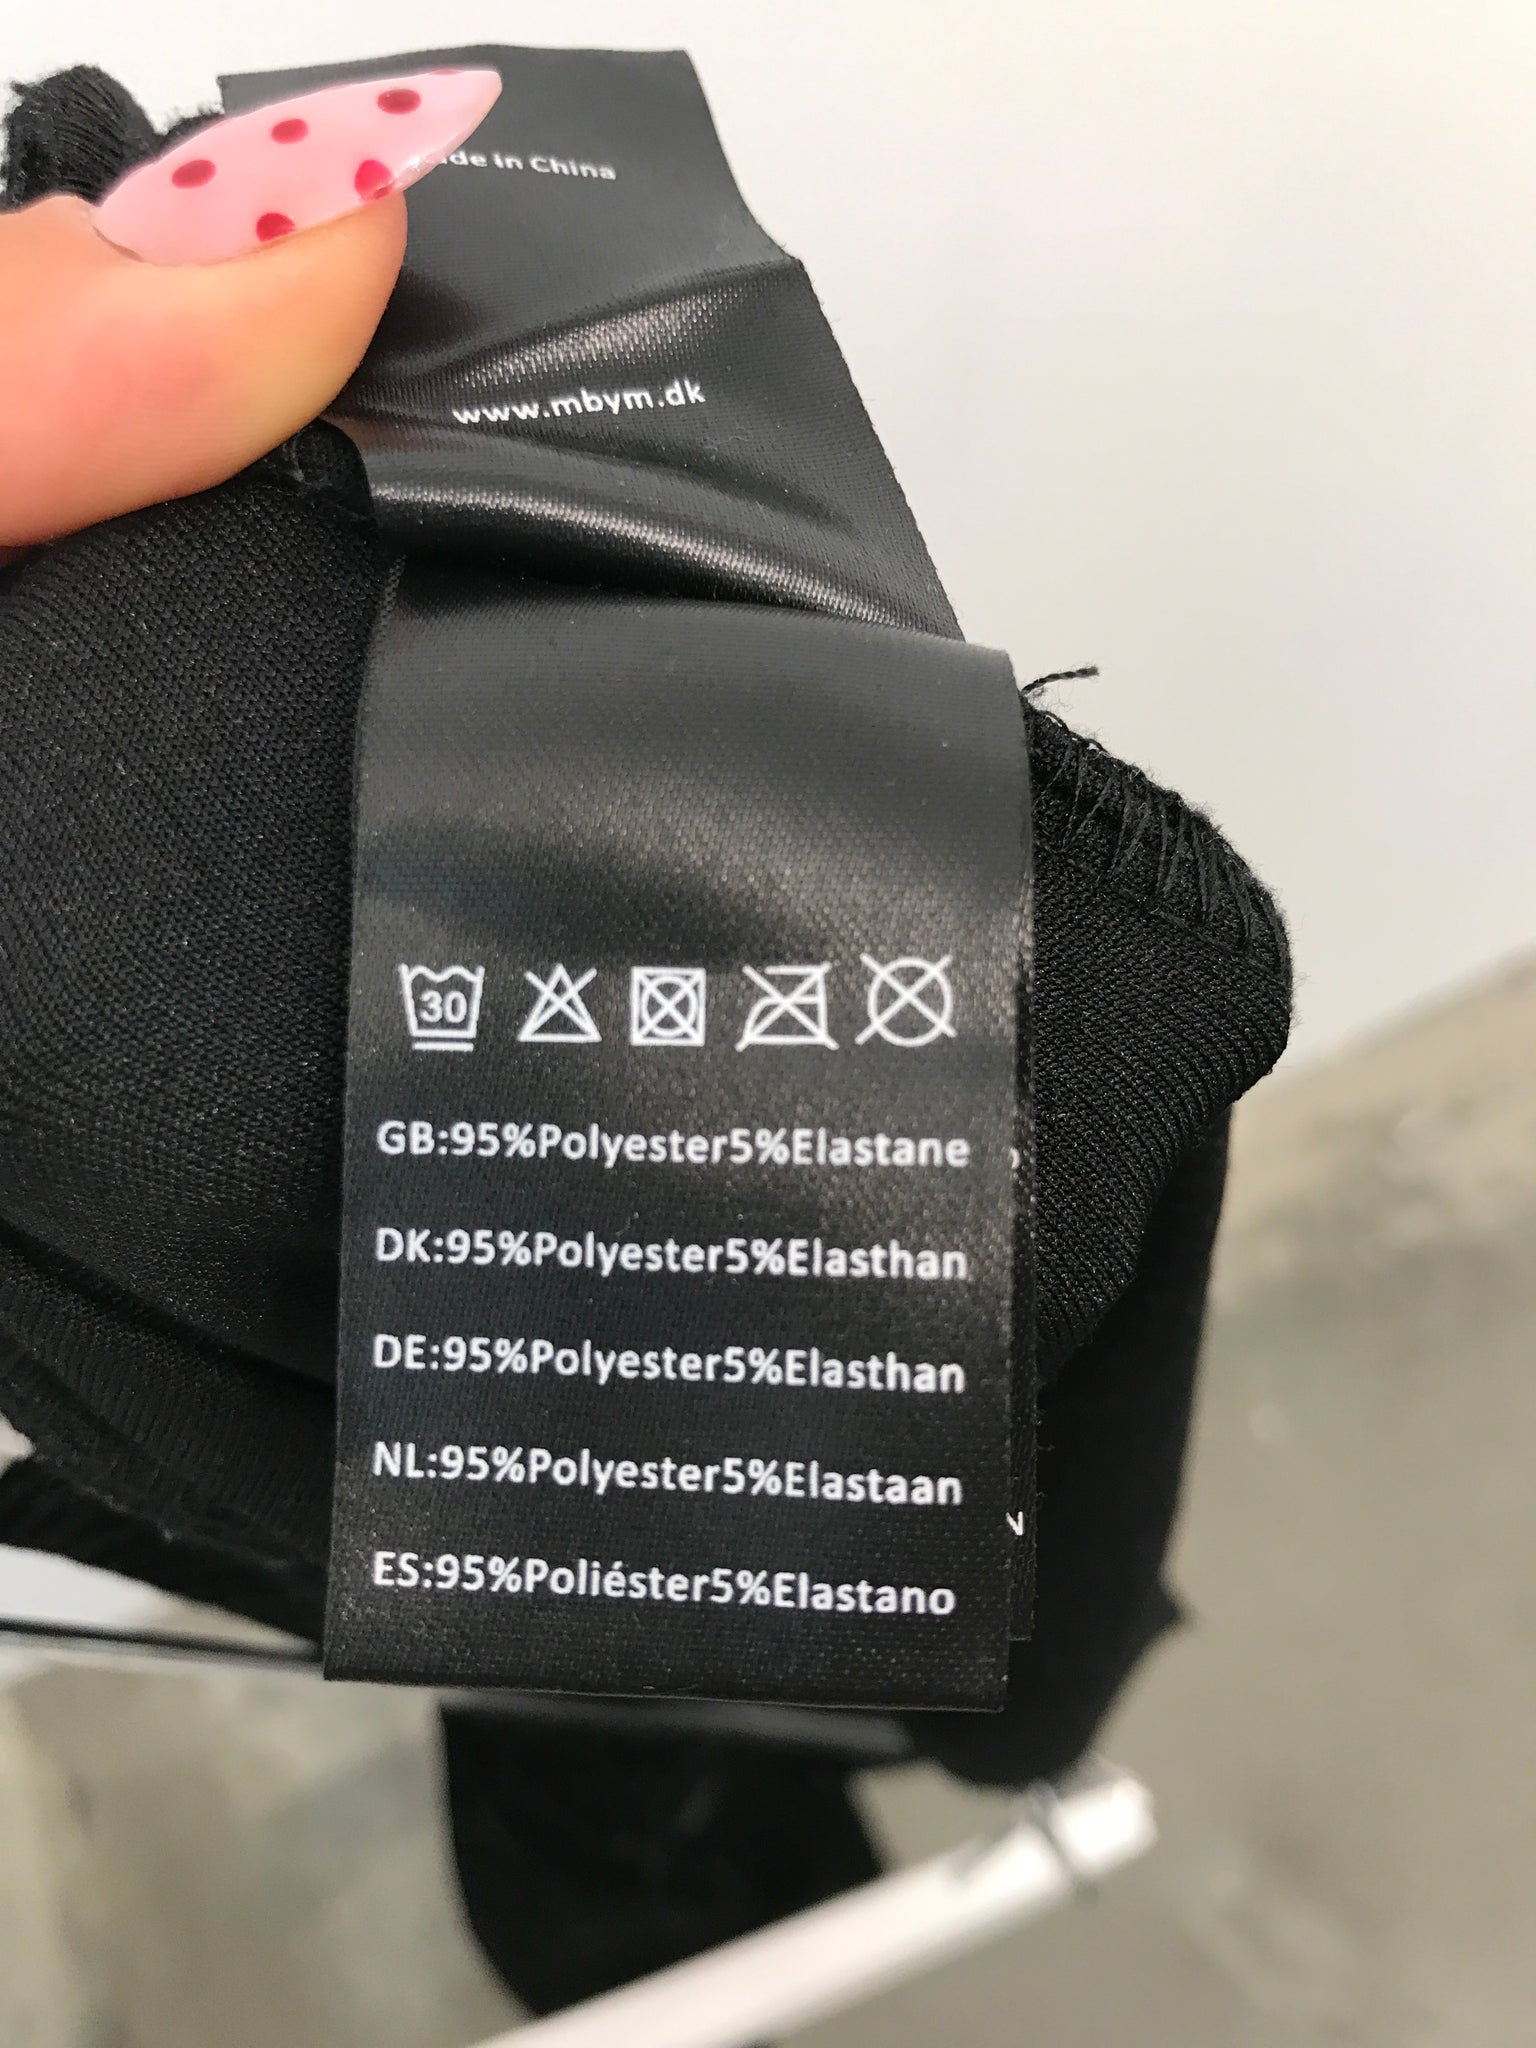 in China
www.mbym.dk
30
GB:95%Polyester5%Elastane
DK:95%Polyester5%Elasthan
DE:95%Polyester5%Elasthan
NL:95%Polyester5%Elastaan
ES:95%Poliéster5%Elastano